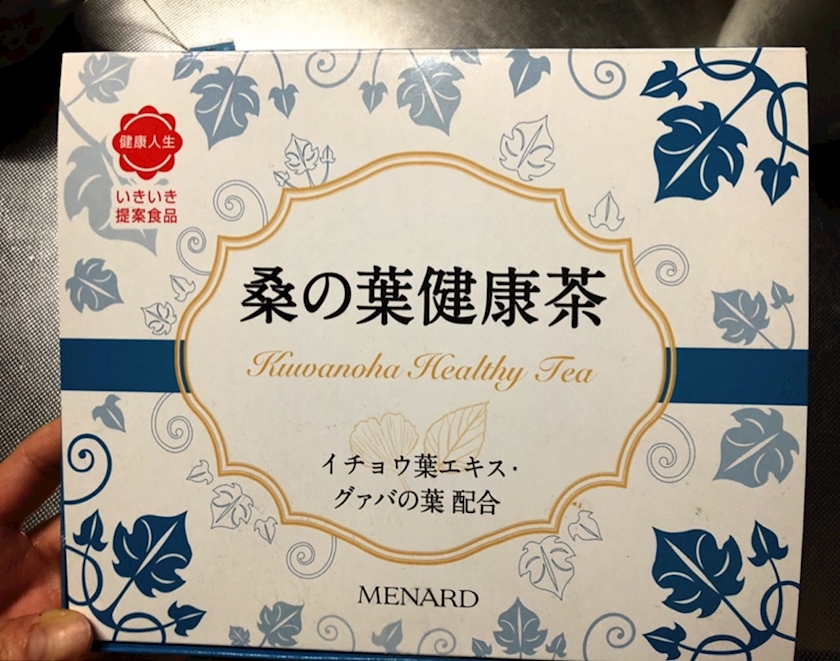 健康人生
いきいき
提案食品
桑の葉健康茶
Kuwanoha Healthy Tea
イチョウ葉エキス・
グァバの葉 配合
MENARD